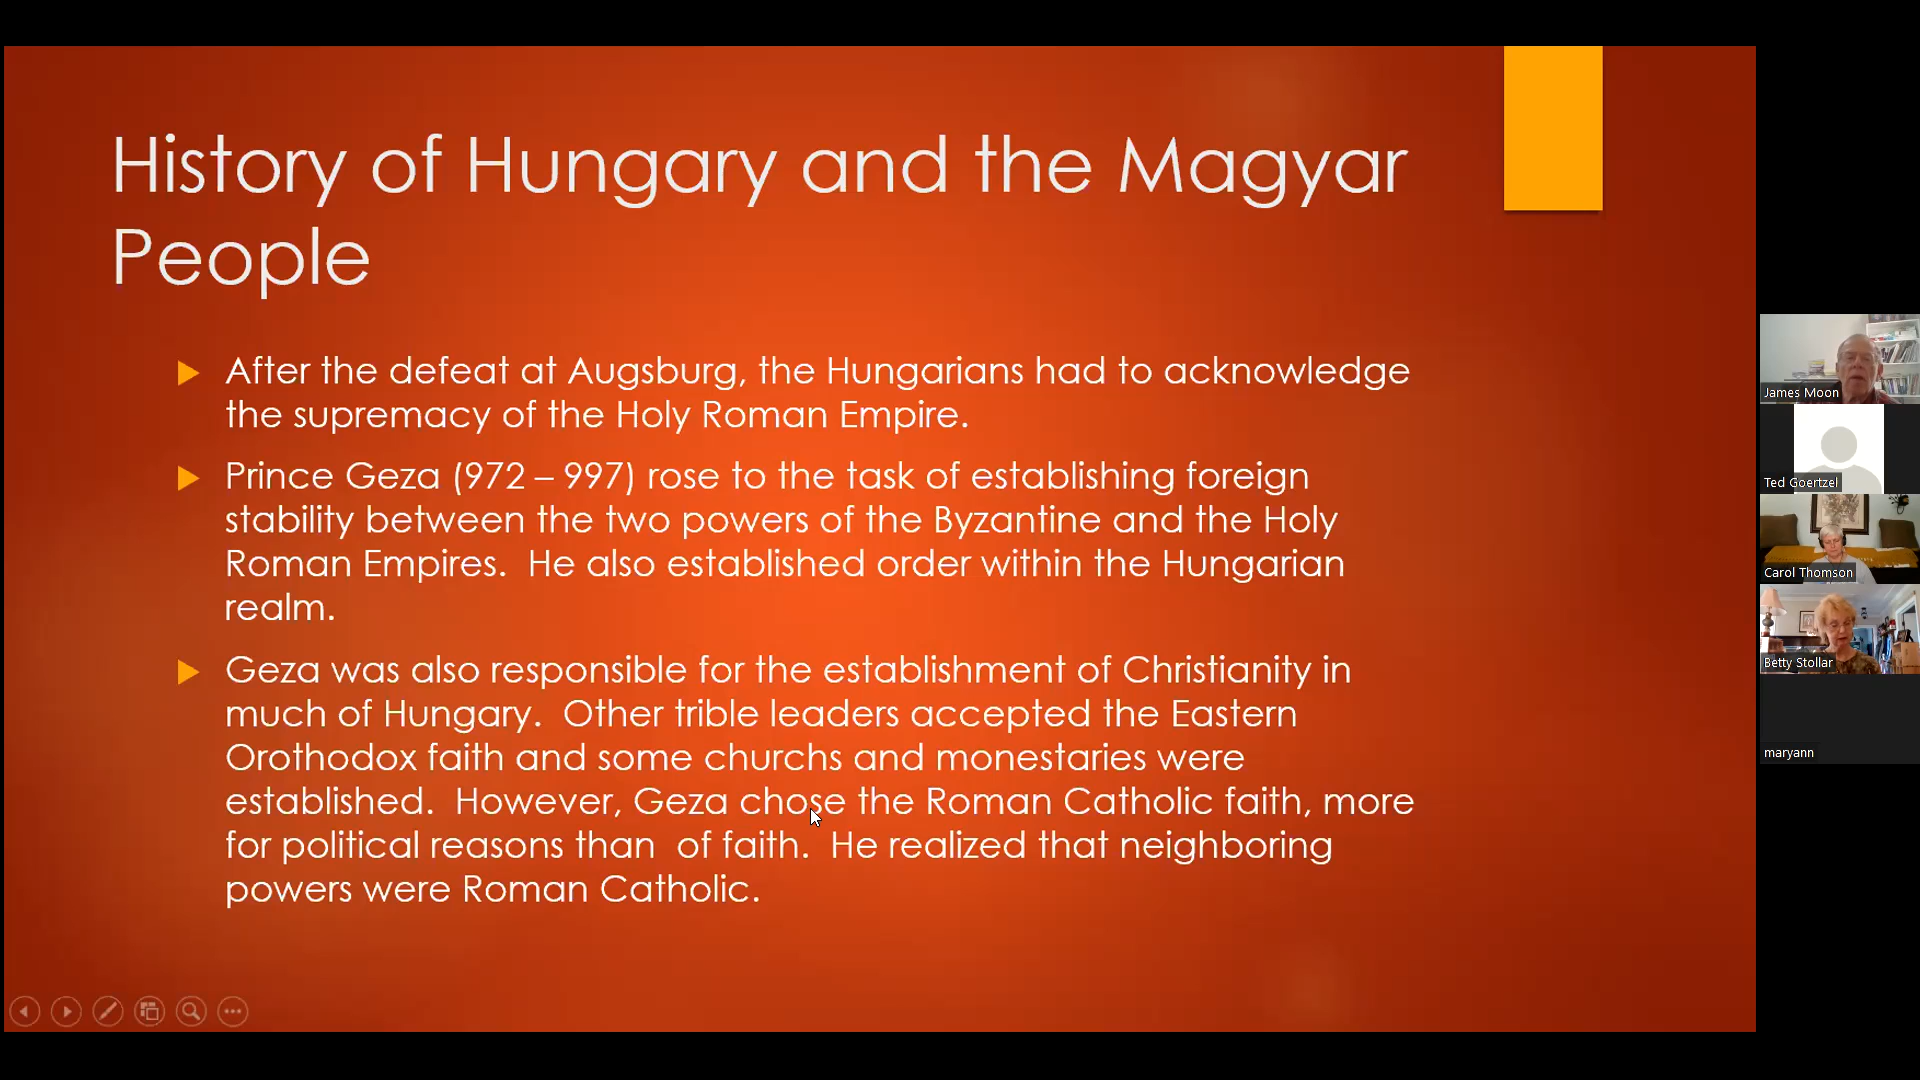 History of Hungary and the Magyar
People
After the defeat at Augsburg, the Hungarians had to acknowledge
the supremacy of the Holy Roman Empire.
Prince Geza (972 – 997) rose to the task of establishing foreign
stability between the two powers of the Byzantine and the Holy
Roman Empires.  He also established order within the Hungarian
realm.
Geza was also responsible for the establishment of Christianity in
much of Hungary.  Other trible leaders accepted the Eastern
Orothodox faith and some churchs and monestaries were
established.  However, Geza chose the Roman Catholic faith, more
for political reasons than  of faith.  He realized that neighboring
powers were Roman Catholic.
James Moon
Ted Goertzel
Carol Thomson
Betty Stollar
maryann